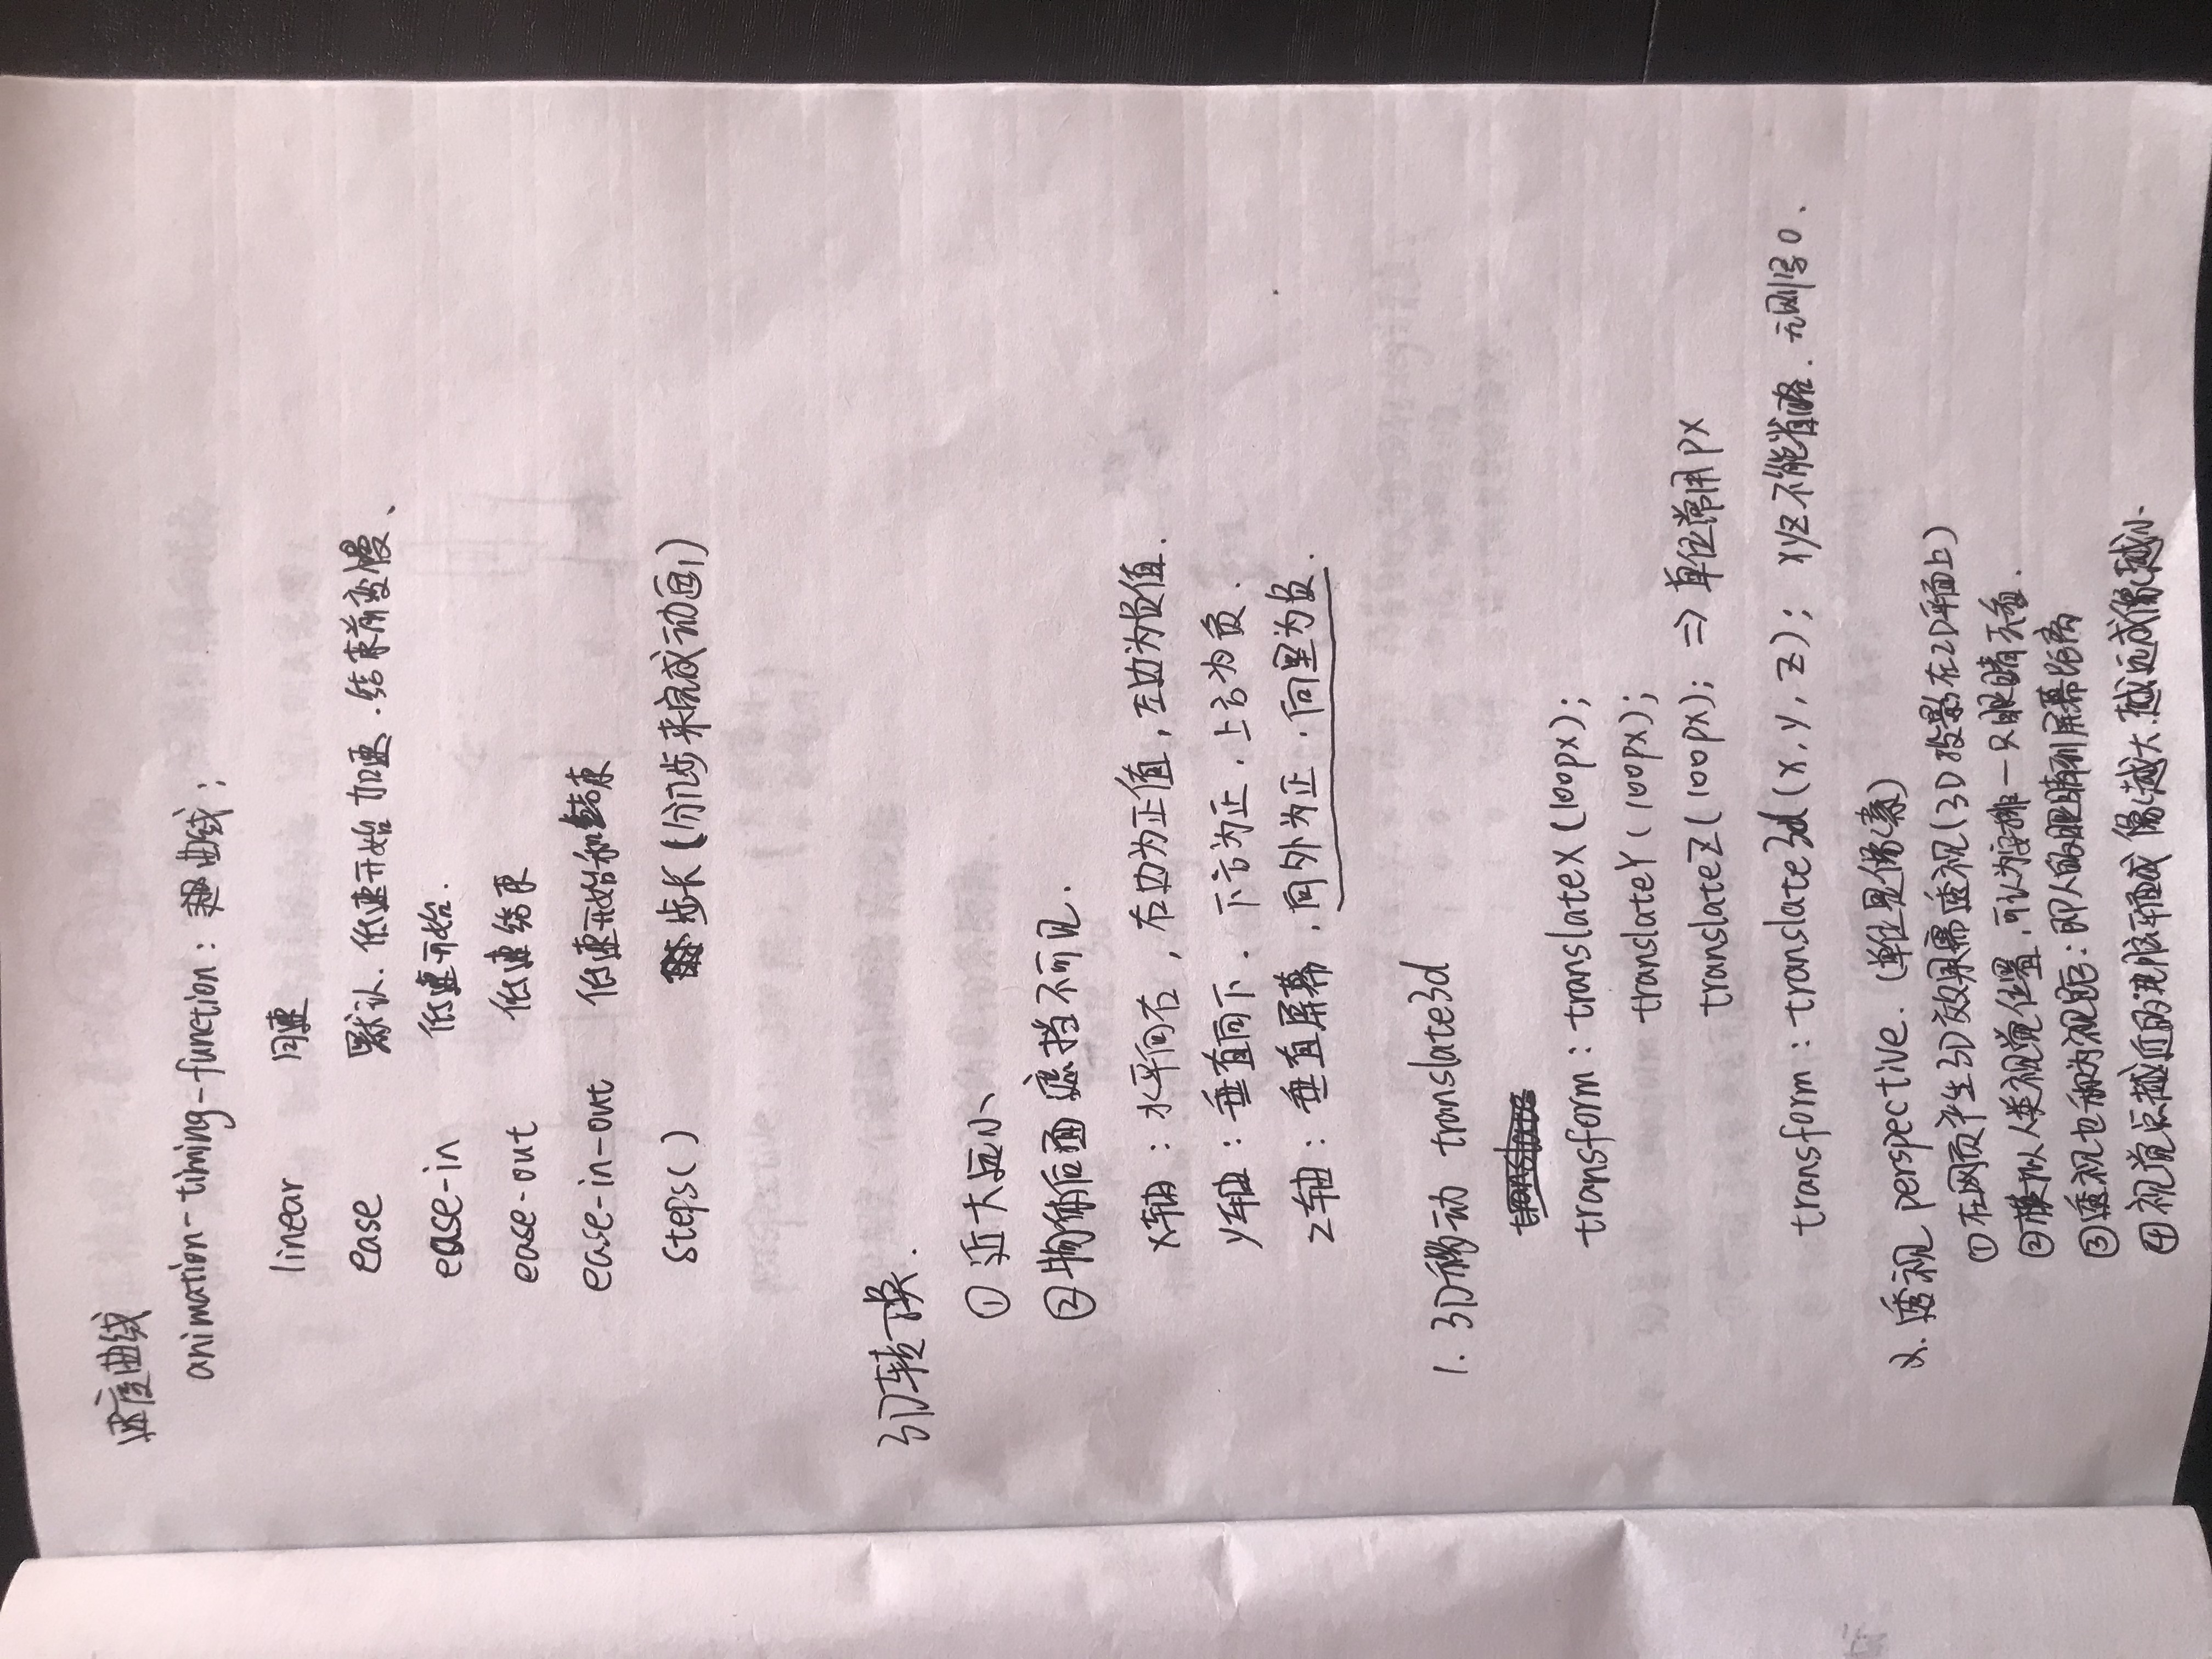 速度曲线
animation-timing-function: 曲线;
linear 匀速
ease 默认. 低速开始 加速. 结束前变慢、
ease-in 低速开始.
ease-out 低速结束
ease-in-out 低速开始和结束
steps() 步长(分几步来完成动画)
3D转换.
① 近大远小
② 物体后面遮挡不可见.
x轴: 水平向右, 右边为正值, 左边为负值.
y轴: 垂直向下. 下方为正. 上方为负.
z轴: 垂直屏幕. 向外为正. 向里为负.
1. 3D移动 translate3d
translate
transform: translateX(100px);
translateY(100px);
translateZ(100px); ⇒ 单位常用px
transform: translate3d(x, y, z); xyz不能省略. 无则写0.
2. 透视 perspective. (单位是像素)
①在网页产生3D效果需透视(3D投影在2D平面上)
②模拟人类视觉位置, 可认为安排一只眼睛去看.
③透视也称为视距: 即人的眼睛到屏幕距离
④视觉点越近的电脑平面成像越大. 越远成像越小.